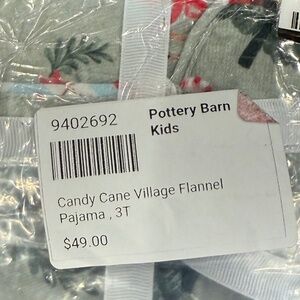 9402692
Pottery Barn
Kids
Candy Cane Village Flannel
Pajama , 3T
$49.00